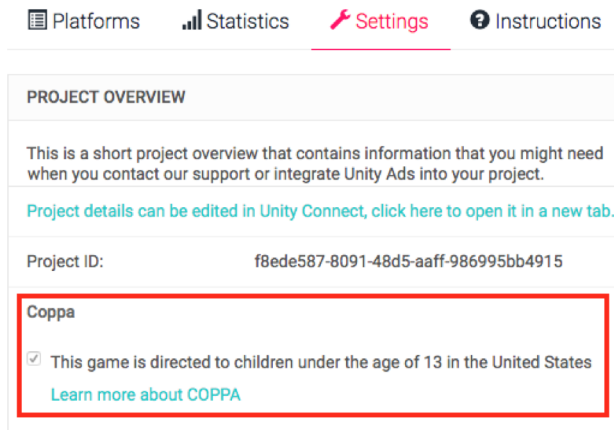 Platforms Statistics Settings Instructions
PROJECT OVERVIEW
This is a short project overview that contains information that you might need
when you contact our support or integrate Unity Ads into your project.
Project details can be edited in Unity Connect, click here to open it in a new tab.
Project ID: f8ede587-8091-48d5-aaff-986995bb4915
Coppa
This game is directed to children under the age of 13 in the United States
Learn more about COPPA